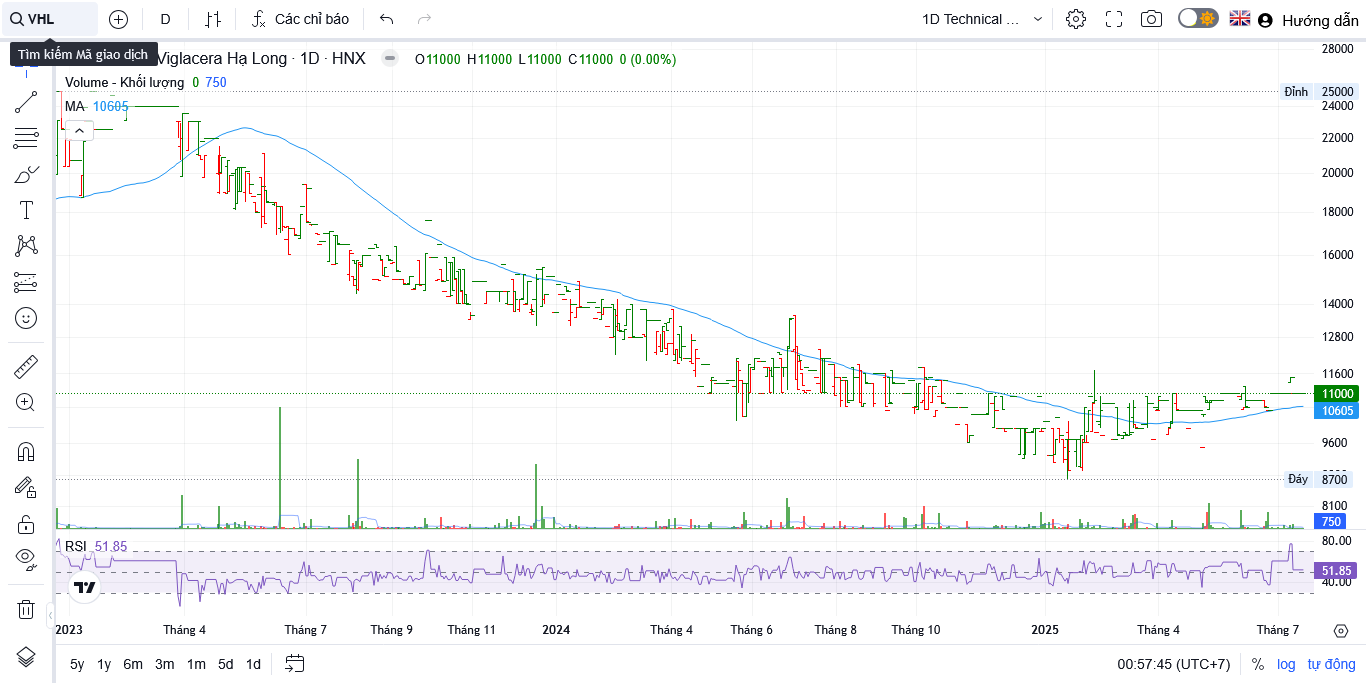 VHL
D
Các chỉ báo
1D Technical ...
Hướng dẫn
Tìm kiếm Mã giao dịch
Viglacera Hạ Long · 1D · HNX
O11000 H11000 L11000 C11000 0 (0.00%)
Volume - Khối lượng 0 750
MA 10605
28000
Đỉnh 25000
24000
22000
20000
18000
16000
14000
12800
11600
11000
10605
9600
Đáy 8700
8100
750
RSI 51.85
80.00
51.85
40.00
2023
Tháng 4
Tháng 7
Tháng 9
Tháng 11
2024
Tháng 4
Tháng 6
Tháng 8
Tháng 10
2025
Tháng 4
Tháng 7
5y 1y 6m 3m 1m 5d 1d
00:57:45 (UTC+7)
% log tự động